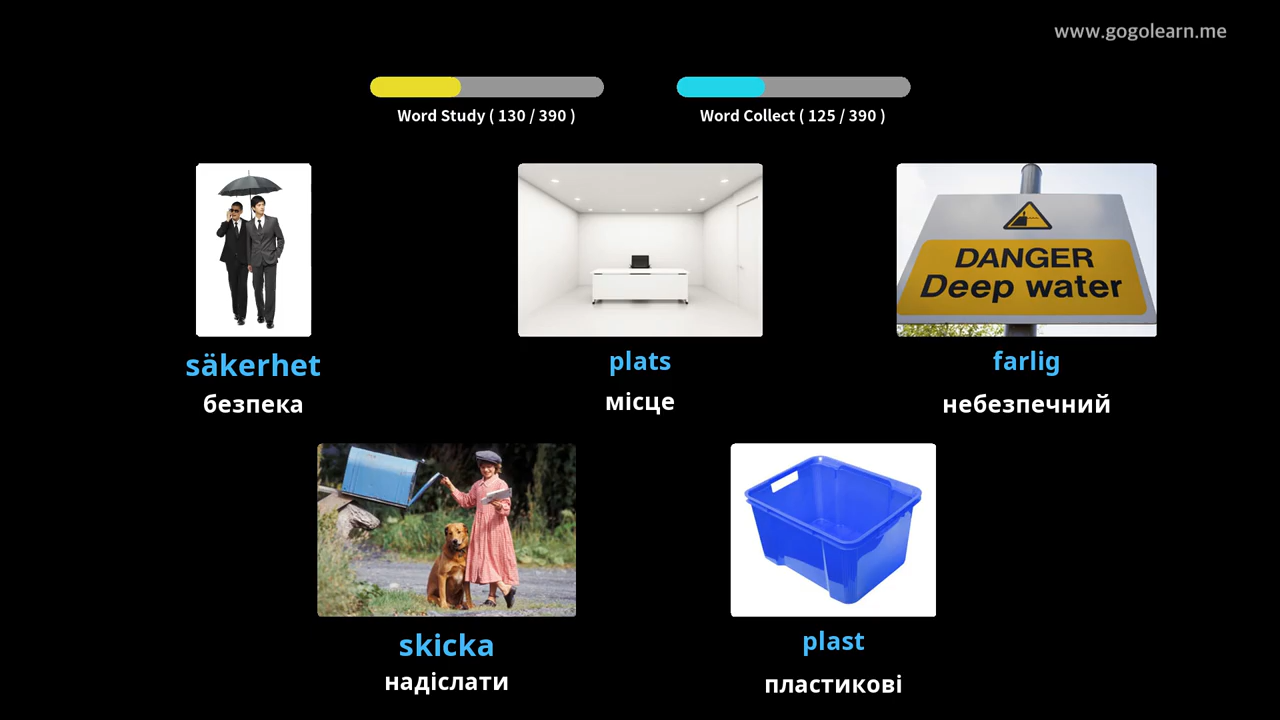 www.gogolearn.me
Word Study ( 130 / 390 )
Word Collect ( 125 / 390 )
DANGER
Deep water
säkerhet
plats
farlig
безпека
місце
небезпечний
skicka
plast
надіслати
пластикові